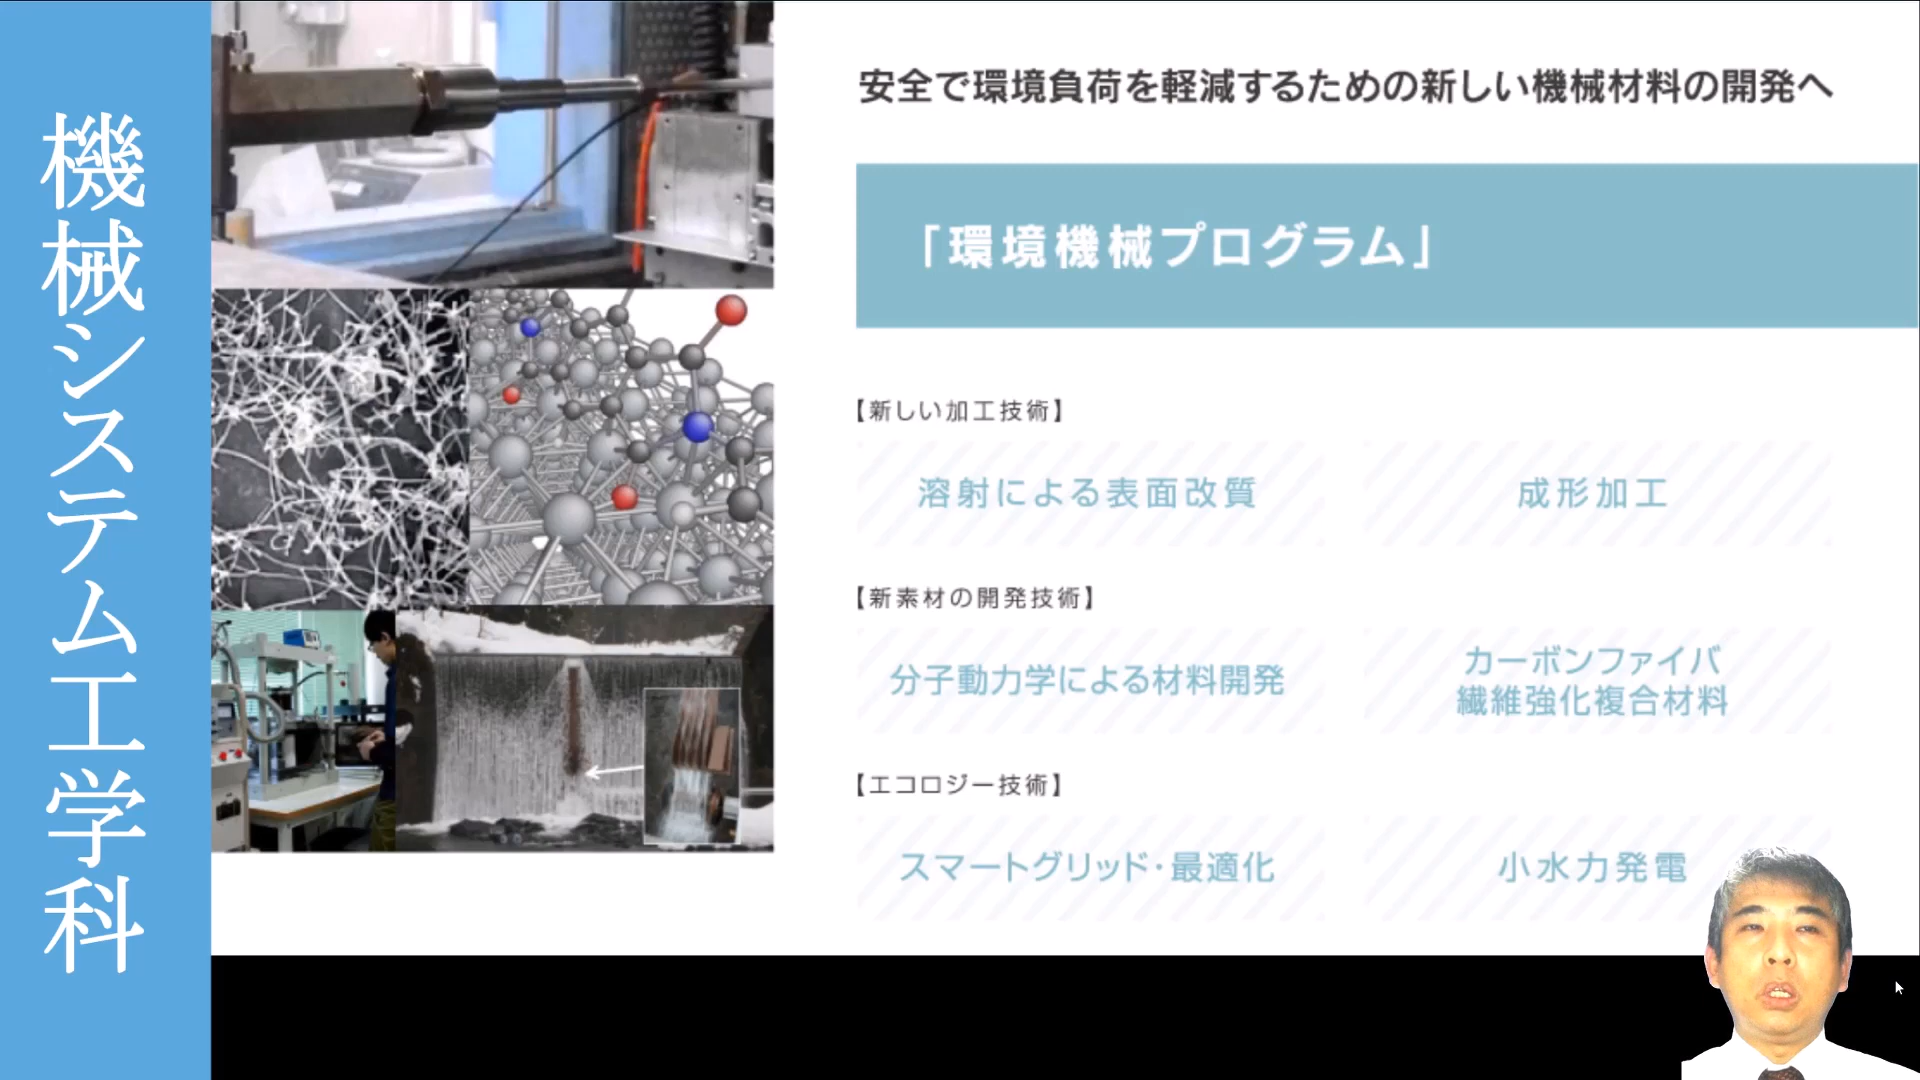 機械システム工学科
安全で環境負荷を軽減するための新しい機械材料の開発へ
「環境機械プログラム」
【新しい加工技術】
溶射による表面改質
成形加工
【新素材の開発技術】
分子動力学による材料開発
カーボンファイバ
繊維強化複合材料
【エコロジー技術】
スマートグリッド・最適化
小水力発電